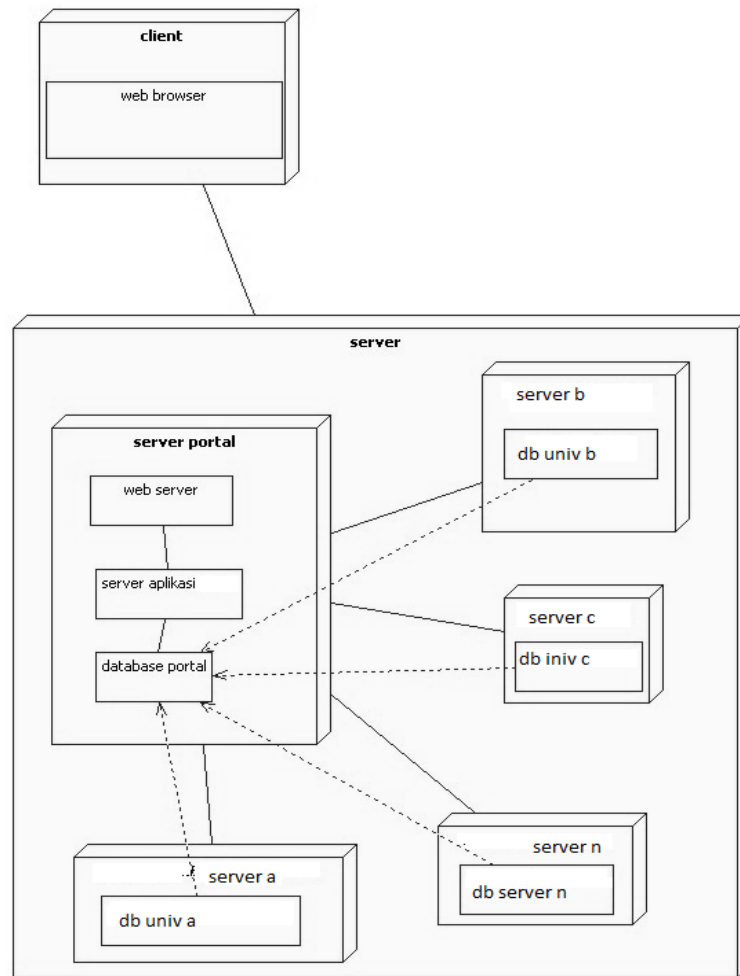 client
web browser
server
server b
db univ b
server portal
web server
server aplikasi
database portal
server c
db iniv c
server n
db server n
server a
db univ a